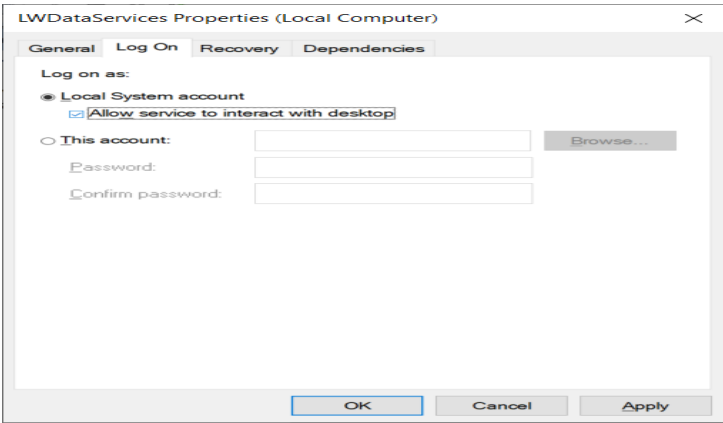 LWDataServices Properties (Local Computer)
General Log On Recovery Dependencies
Log on as:
Local System account
Allow service to interact with desktop
This account:
Browse...
Password:
Confirm password:
OK Cancel Apply